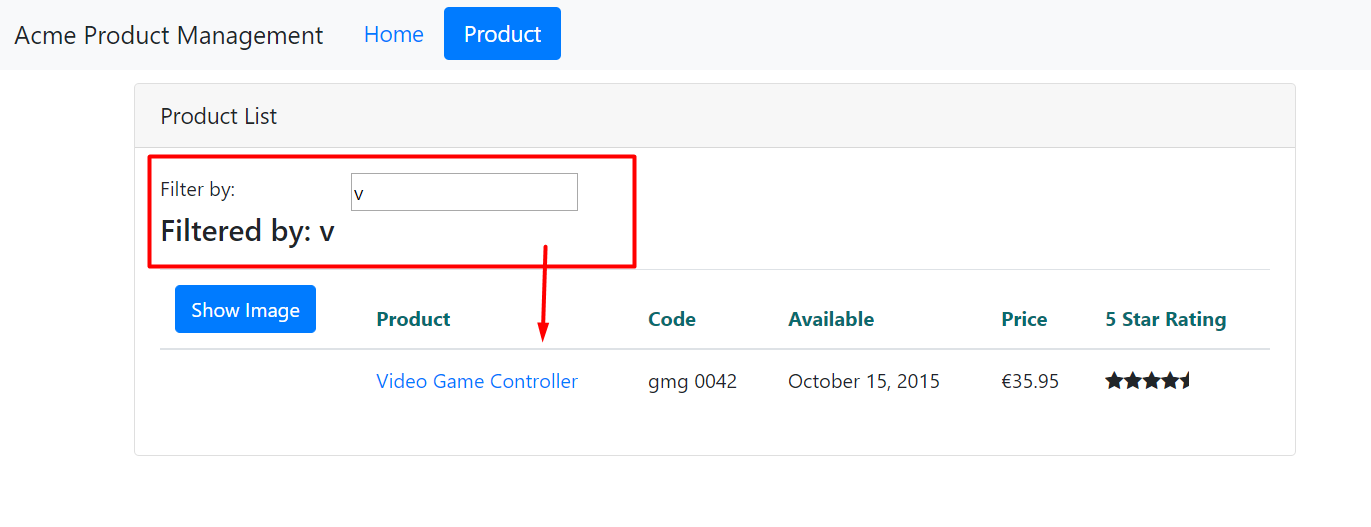 Acme Product Management Home Product
Product List
Filter by: v
Filtered by: v
Show Image Product Code Available Price 5 Star Rating
Video Game Controller gmg 0042 October 15, 2015 €35.95